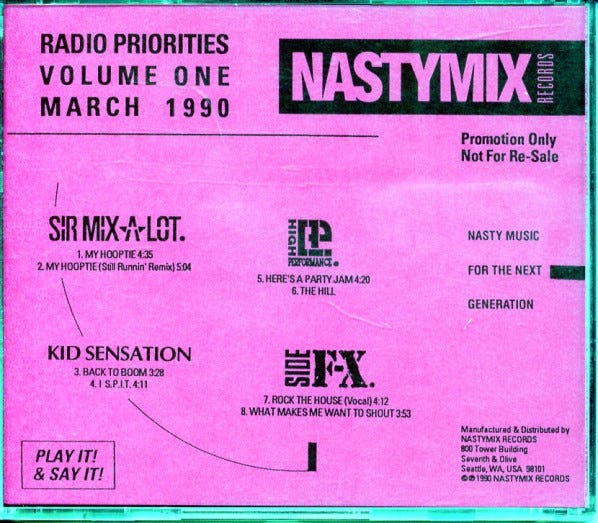 RADIO PRIORITIES
VOLUME ONE
MARCH 1990
NASTYMIX
RECORDS
Promotion Only
Not For Re-Sale
SIR MIX-A-LOT.
1. MY HOOPTIE 4:35
2. MY HOOPTIE (Still Runnin' Remix) 5:04
KID SENSATION
3. BACK TO BOOM 3:28
4. I S.P.I.T. 4:11
HIGH
PERFORMANCE
5. HERE'S A PARTY JAM 4:20
6. THE HILL
SIDE
F-X.
7. ROCK THE HOUSE (Vocal) 4:12
8. WHAT MAKES ME WANT TO SHOUT 3:53
NASTY MUSIC
FOR THE NEXT
GENERATION
PLAY IT!
& SAY IT!
Manufactured & Distributed by
NASTYMIX RECORDS
800 Tower Building
Seventh & Olive
Seattle, WA, USA 98101
©℗1990 NASTYMIX RECORDS